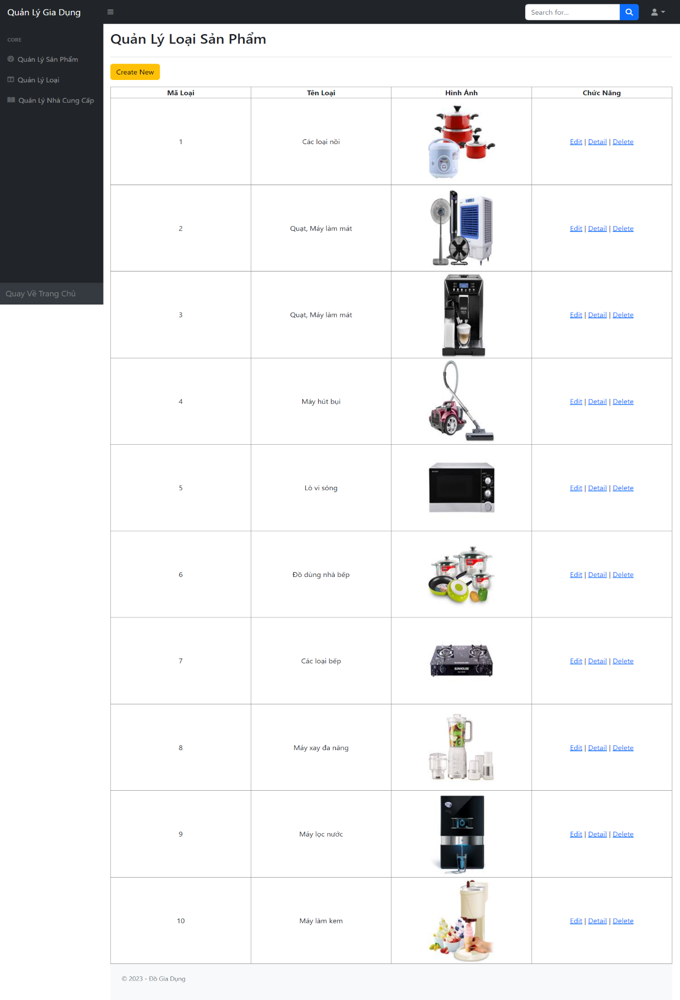 Quản Lý Gia Dụng
Search for...
CORE
Quản Lý Sản Phẩm
Quản Lý Loại
Quản Lý Nhà Cung Cấp
Quay Về Trang Chủ
Quản Lý Loại Sản Phẩm
Create New
Mã Loại Tên Loại Hình Ảnh Chức Năng
1 Các loại nồi Edit | Detail | Delete
2 Quạt, Máy làm mát Edit | Detail | Delete
3 Quạt, Máy làm mát Edit | Detail | Delete
4 Máy hút bụi Edit | Detail | Delete
5 Lò vi sóng Edit | Detail | Delete
6 Đồ dùng nhà bếp Edit | Detail | Delete
7 Các loại bếp Edit | Detail | Delete
SUNHOUSE
SUNHOUSE
8 Máy xay đa năng Edit | Detail | Delete
9 Máy lọc nước Edit | Detail | Delete
10 Máy làm kem Edit | Detail | Delete
© 2023 - Đồ Gia Dụng